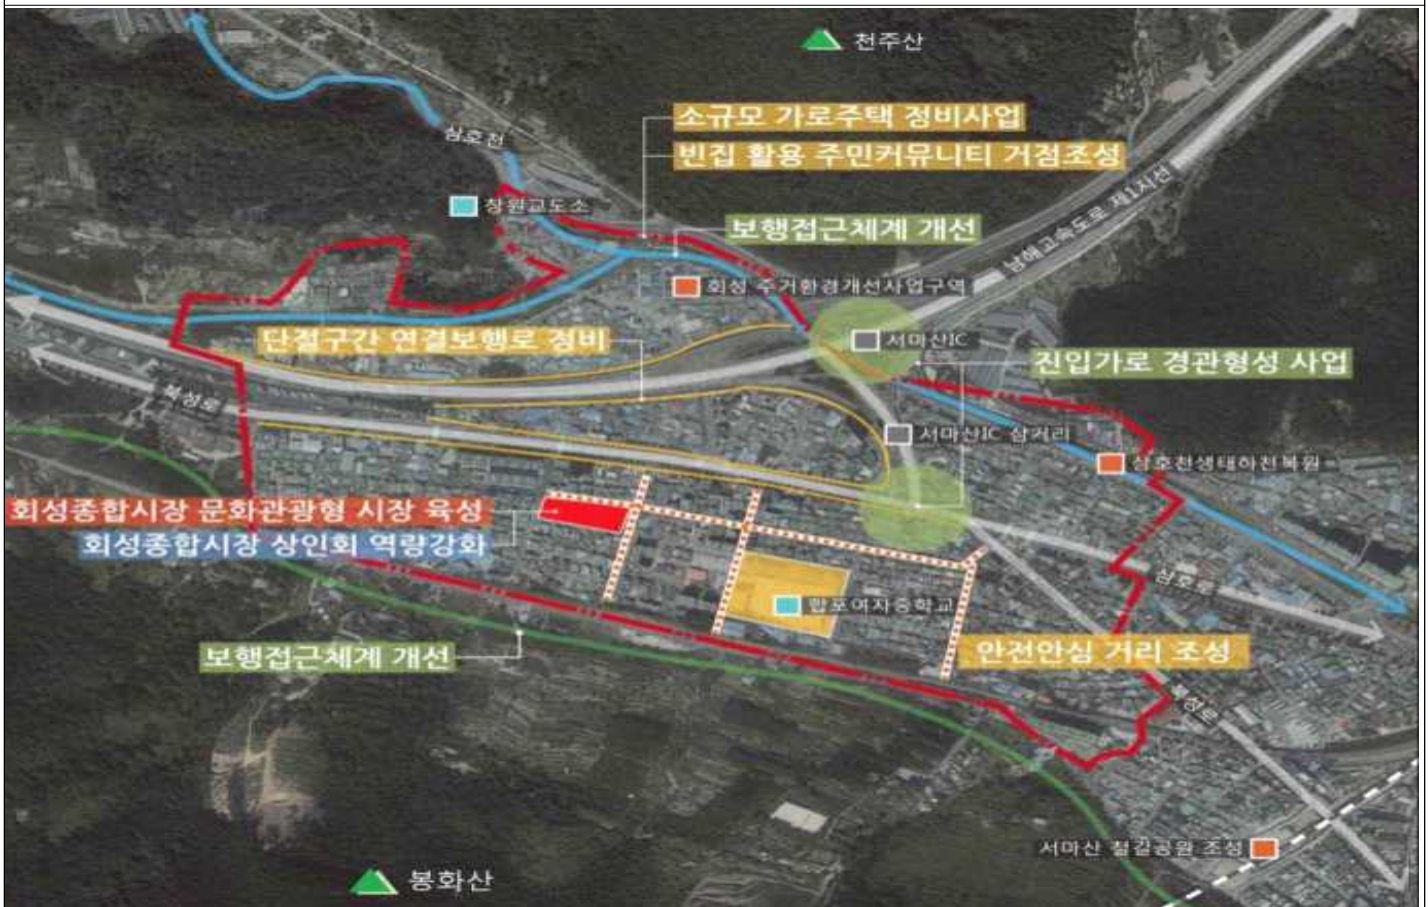 천주산
소규모 가로주택 정비사업
삼호천
빈집 활용 주민커뮤니티 거점조성
창원교도소
보행접근체계 개선
남해고속도로 제1지선
회성 주거환경개선사업구역
단절구간 연결보행로 정비
서마산IC
진입가로 경관형성 사업
북성로
서마산IC 삼거리
삼호천생태하천복원
회성종합시장 문화관광형 시장 육성
회성종합시장 상인회 역량강화
삼호로
합포여자중학교
보행접근체계 개선
안전안심 거리 조성
북성로
서마산 철길공원 조성
봉화산